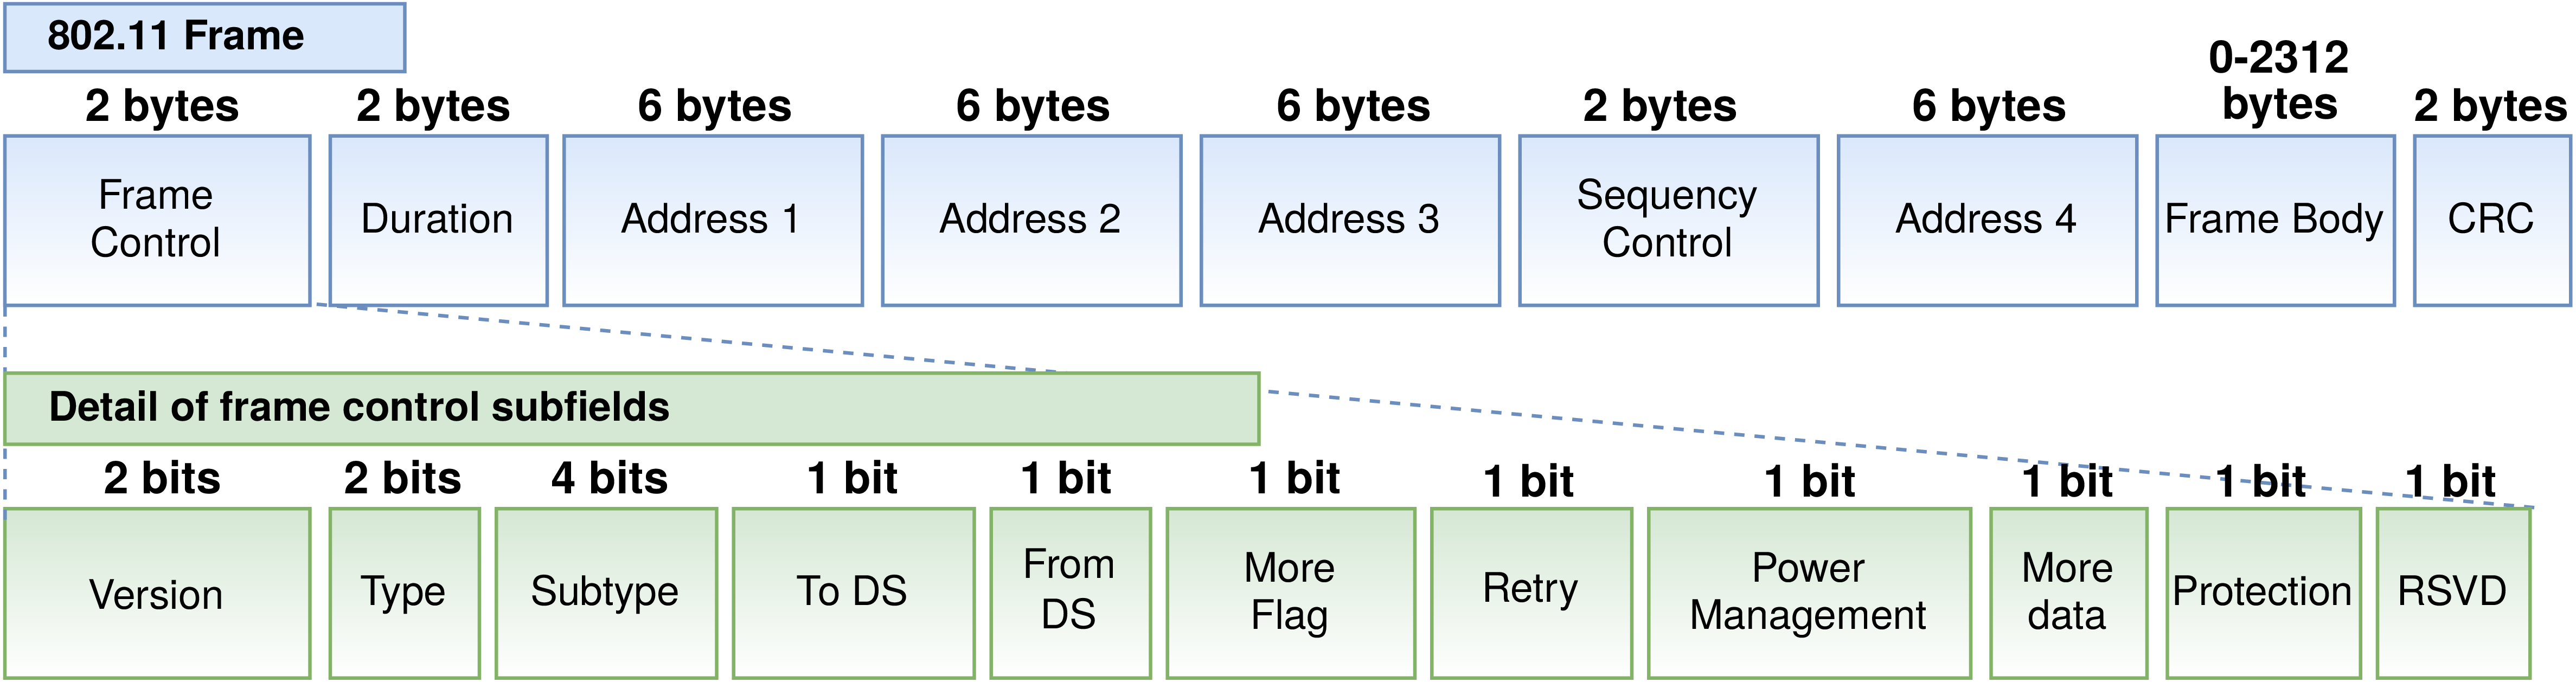 802.11 Frame
0-2312
2 bytes 2 bytes 6 bytes 6 bytes 6 bytes 2 bytes 6 bytes bytes 2 bytes
Frame
Control
Duration
Address 1
Address 2
Address 3
Sequency
Control
Address 4
Frame Body
CRC
Detail of frame control subfields
2 bits 2 bits 4 bits 1 bit 1 bit 1 bit 1 bit 1 bit 1 bit 1 bit 1 bit
Version
Type
Subtype
To DS
From
DS
More
Flag
Retry
Power
Management
More
data
Protection
RSVD